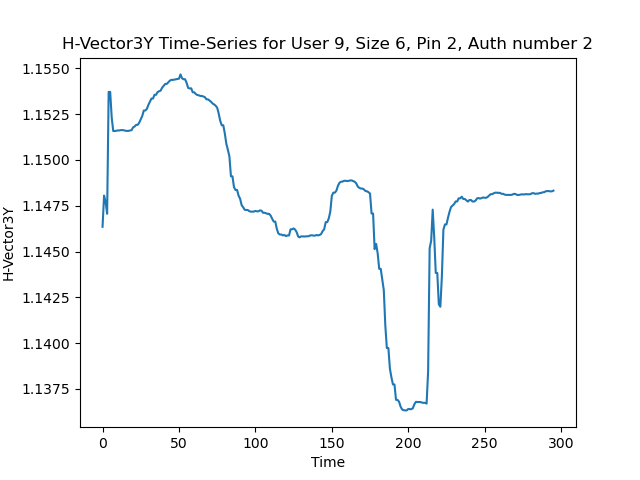 H-Vector3Y Time-Series for User 9, Size 6, Pin 2, Auth number 2
1.1550
1.1525
1.1500
1.1475
1.1450
1.1425
1.1400
1.1375
H-Vector3Y
0 50 100 150 200 250 300
Time